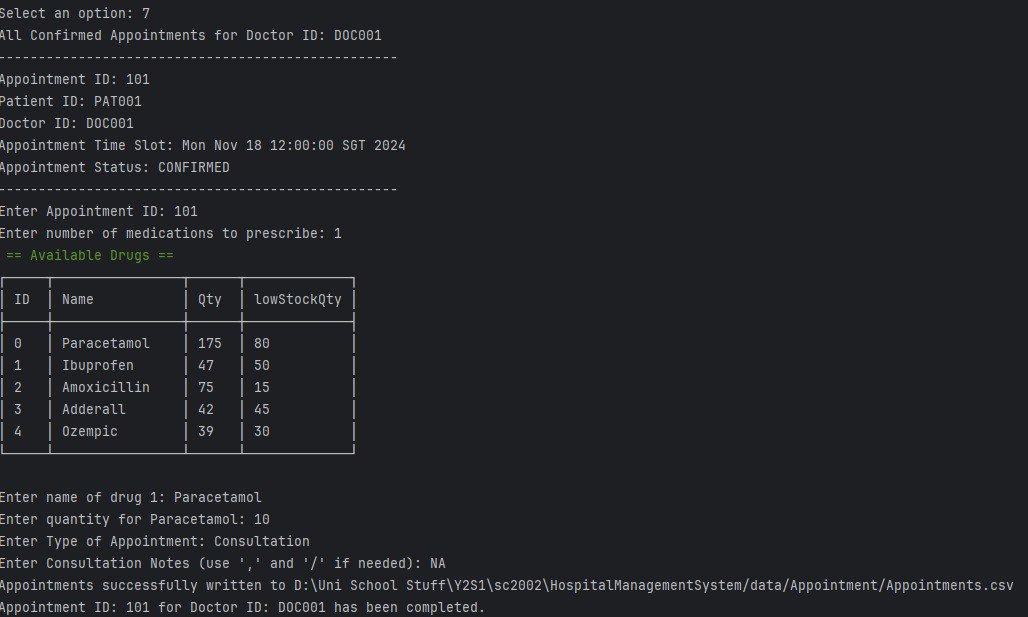 Select an option: 7
All Confirmed Appointments for Doctor ID: DOC001
--------------------------------------------------
Appointment ID: 101
Patient ID: PAT001
Doctor ID: DOC001
Appointment Time Slot: Mon Nov 18 12:00:00 SGT 2024
Appointment Status: CONFIRMED
--------------------------------------------------
Enter Appointment ID: 101
Enter number of medications to prescribe: 1
== Available Drugs ==
ID Name Qty lowStockQty
0 Paracetamol 175 80
1 Ibuprofen 47 50
2 Amoxicillin 75 15
3 Adderall 42 45
4 Ozempic 39 30
Enter name of drug 1: Paracetamol
Enter quantity for Paracetamol: 10
Enter Type of Appointment: Consultation
Enter Consultation Notes (use ',' and '/' if needed): NA
Appointments successfully written to D:\Uni School Stuff\Y2S1\sc2002\HospitalManagementSystem/data/Appointment/Appointments.csv
Appointment ID: 101 for Doctor ID: DOC001 has been completed.